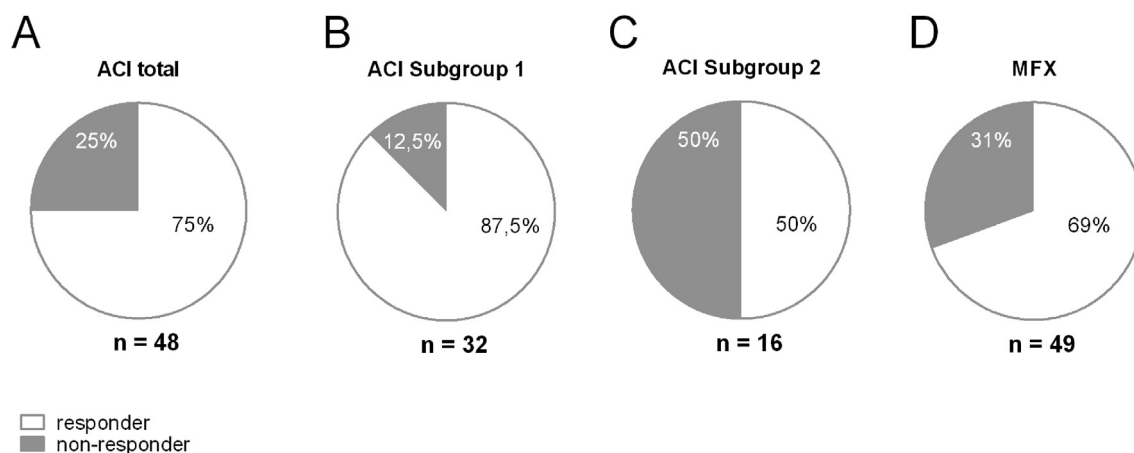 A
B
C
D
ACI total
ACI Subgroup 1
ACI Subgroup 2
MFX
25%
75%
12,5%
87,5%
50%
50%
31%
69%
n = 48
n = 32
n = 16
n = 49
responder
non-responder